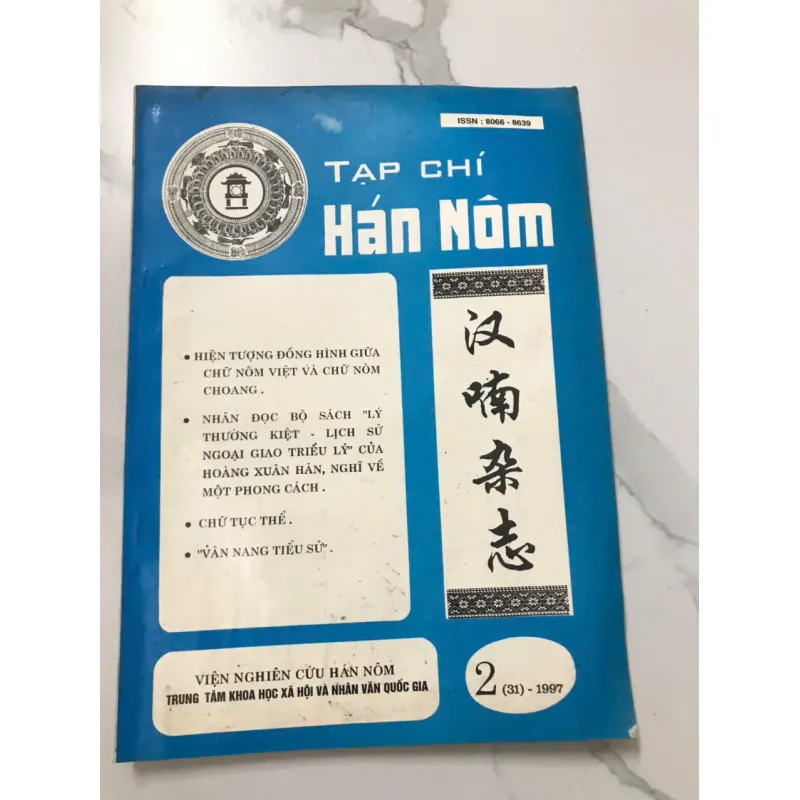 ISSN : 8066 - 8639
TẠP CHÍ
Hán Nôm
• HIỆN TƯỢNG ĐỒNG HÌNH GIỮA
CHỮ NÔM VIỆT VÀ CHỮ NÔM
CHOANG .
• NHÂN ĐỌC BỘ SÁCH "LÝ
THƯỜNG KIỆT - LỊCH SỬ
NGOẠI GIAO TRIỀU LÝ" CỦA
HOÀNG XUÂN HÃN, NGHĨ VỀ
MỘT PHONG CÁCH .
• CHỮ TỤC THỂ .
• "VÂN NANG TIỂU SỬ" .
汉喃杂志
VIỆN NGHIÊN CỨU HÁN NÔM
TRUNG TÂM KHOA HỌC XÃ HỘI VÀ NHÂN VĂN QUỐC GIA
2 (31) - 1997